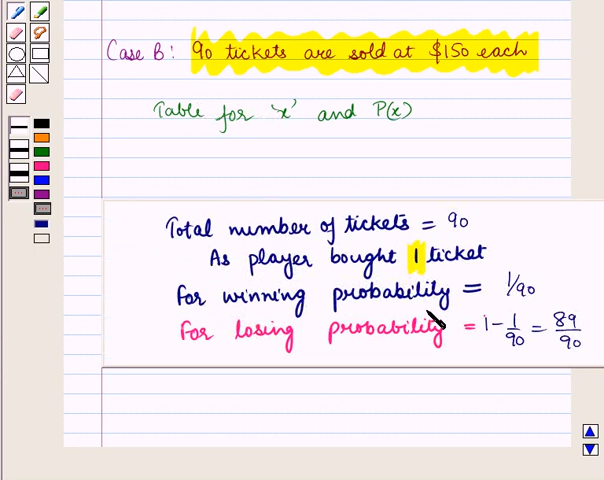 Case B: 90 tickets are sold at $150 each
Table for 'x' and P(x)
Total number of tickets = 90
As player bought 1 ticket
For winning probability = 1/90
For losing probability = 1 - 1/90 = 89/90